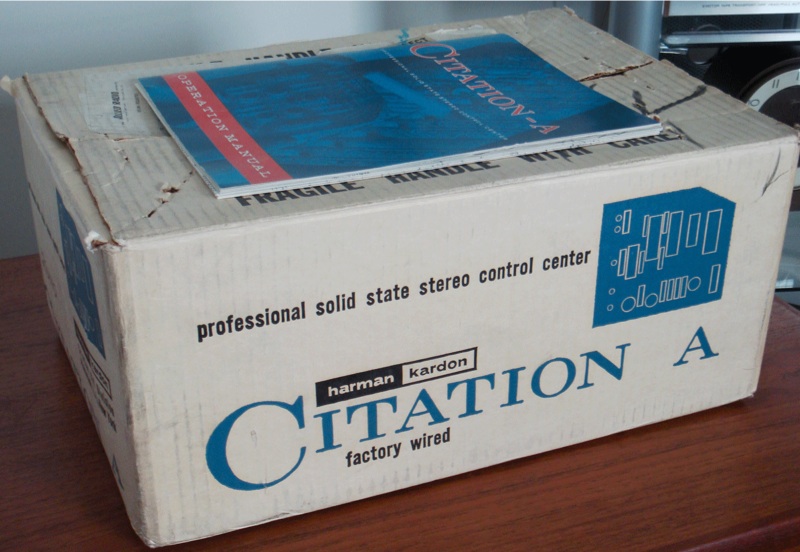 CITATION-A
OPERATION MANUAL
FRAGILE HANDLE WITH CARE
professional solid state stereo control center
harman kardon
CITATION A
factory wired